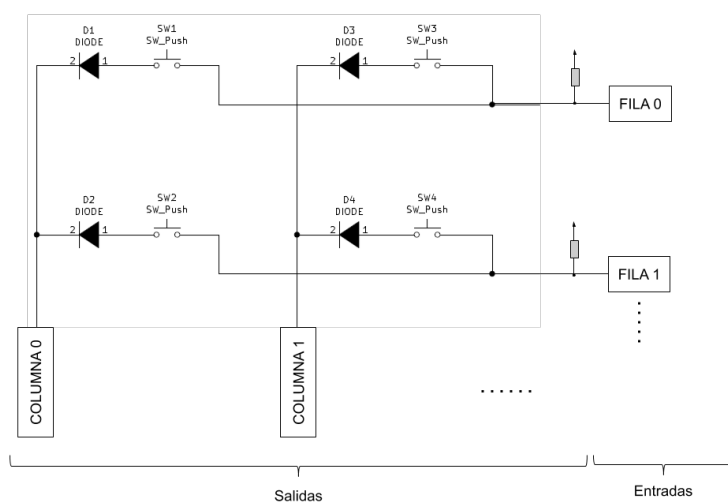 D1
DIODE
2 1
SW1
SW_Push
D3
DIODE
2 1
SW3
SW_Push
FILA 0
D2
DIODE
2 1
SW2
SW_Push
D4
DIODE
2 1
SW4
SW_Push
FILA 1
COLUMNA 0
COLUMNA 1
Salidas
Entradas